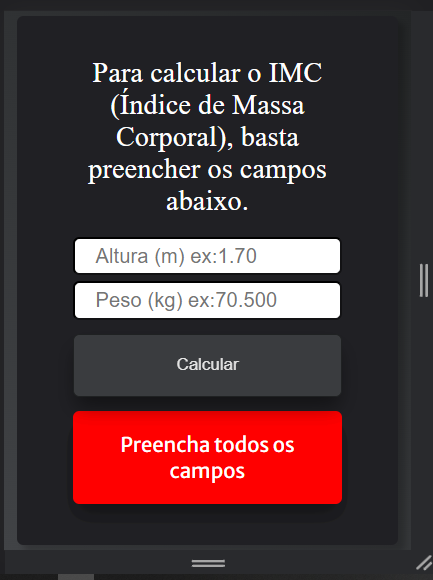 Para calcular o IMC
(Índice de Massa
Corporal), basta
preencher os campos
abaixo.
Altura (m) ex:1.70
Peso (kg) ex:70.500
Calcular
Preencha todos os
campos